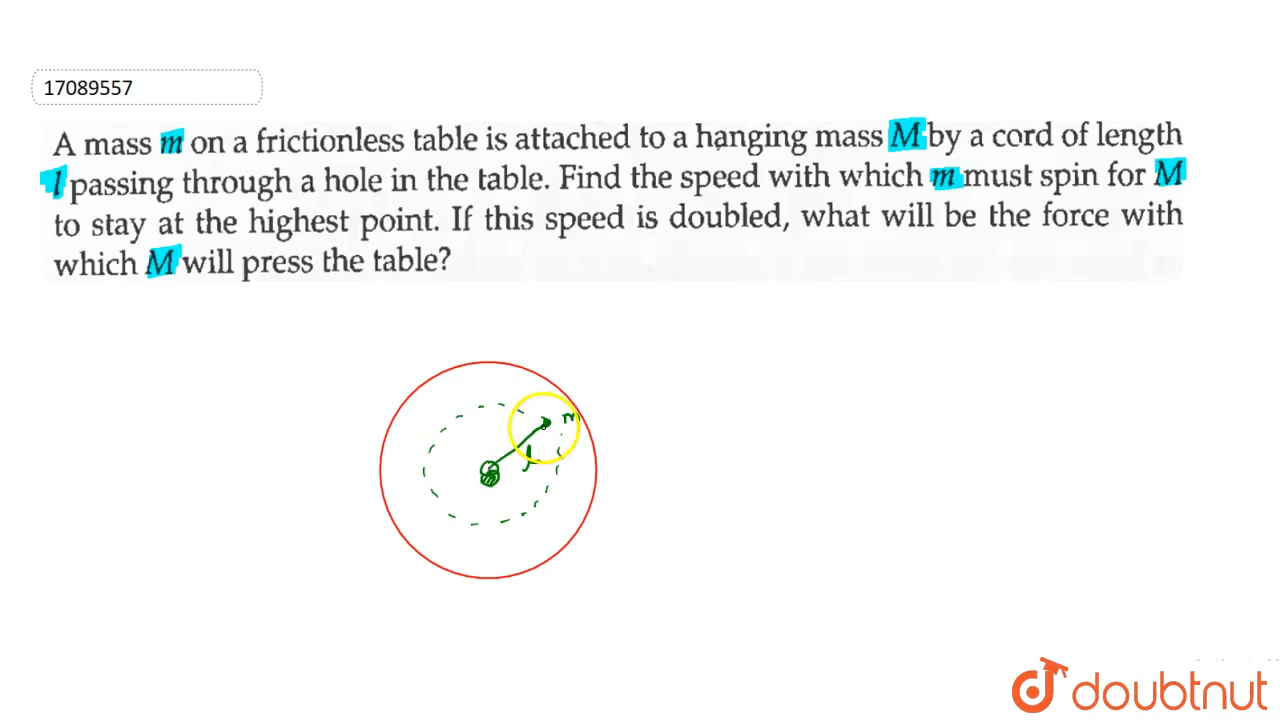 17089557
A mass m on a frictionless table is attached to a hanging mass M by a cord of length
l passing through a hole in the table. Find the speed with which m must spin for M
to stay at the highest point. If this speed is doubled, what will be the force with
which M will press the table?
m
l
doubtnut